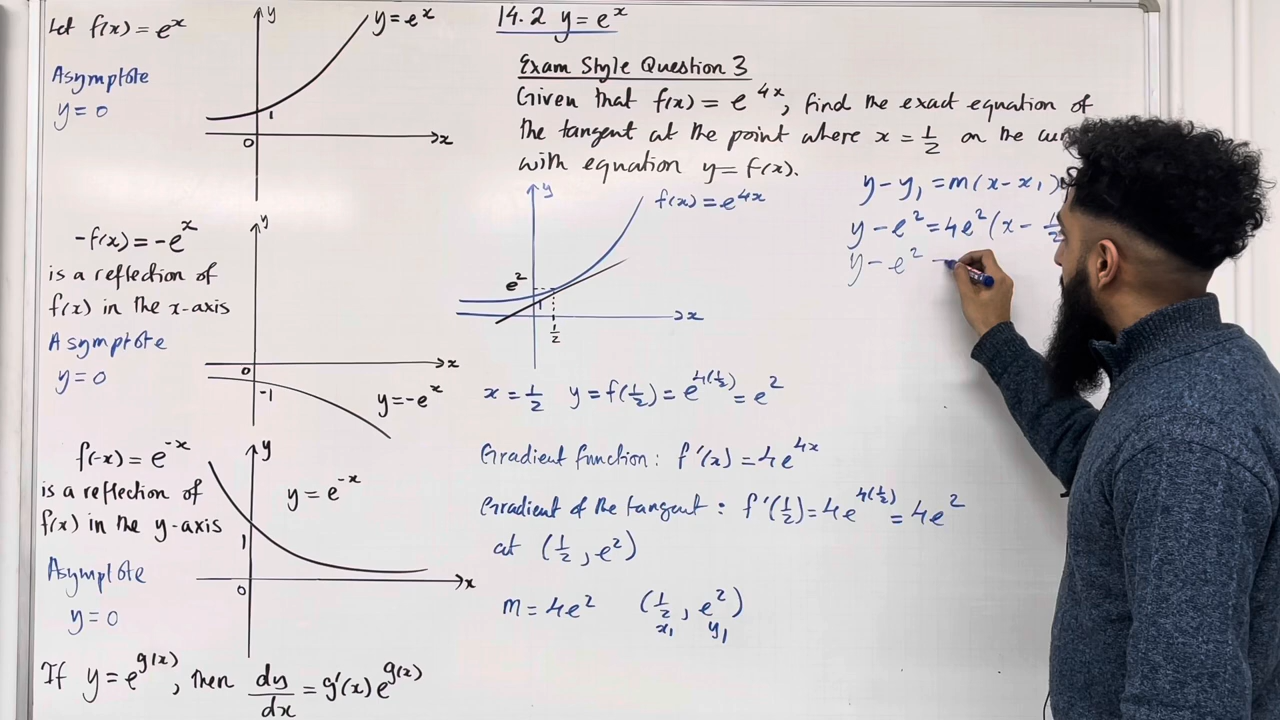 Let f(x) = e^x
Asymptote
y = 0
y
y = e^x
1
0
x
-f(x) = -e^x
is a reflection of
f(x) in the x-axis
Asymptote
y = 0
y
0
x
-1
y = -e^x
f(-x) = e^-x
is a reflection of
f(x) in the y-axis
Asymptote
y = 0
y
y = e^-x
1
0
x
If y = e^g(x), then dy/dx = g'(x) e^g(x)
14.2 y = e^x
Exam Style Question 3
Given that f(x) = e^4x, find the exact equation of
the tangent at the point where x = 1/2 on the
with equation y = f(x).
y
f(x) = e^4x
e^2
1
1/2
x
x = 1/2 y = f(1/2) = e^4(1/2) = e^2
Gradient function : f'(x) = 4e^4x
Gradient of the tangent : f'(1/2) = 4e^4(1/2) = 4e^2
at (1/2, e^2)
m = 4e^2 (1/2, e^2)
x₁ y₁
y - y₁ = m(x - x₁)
y - e^2 = 4e^2(x - 1/2
y - e^2